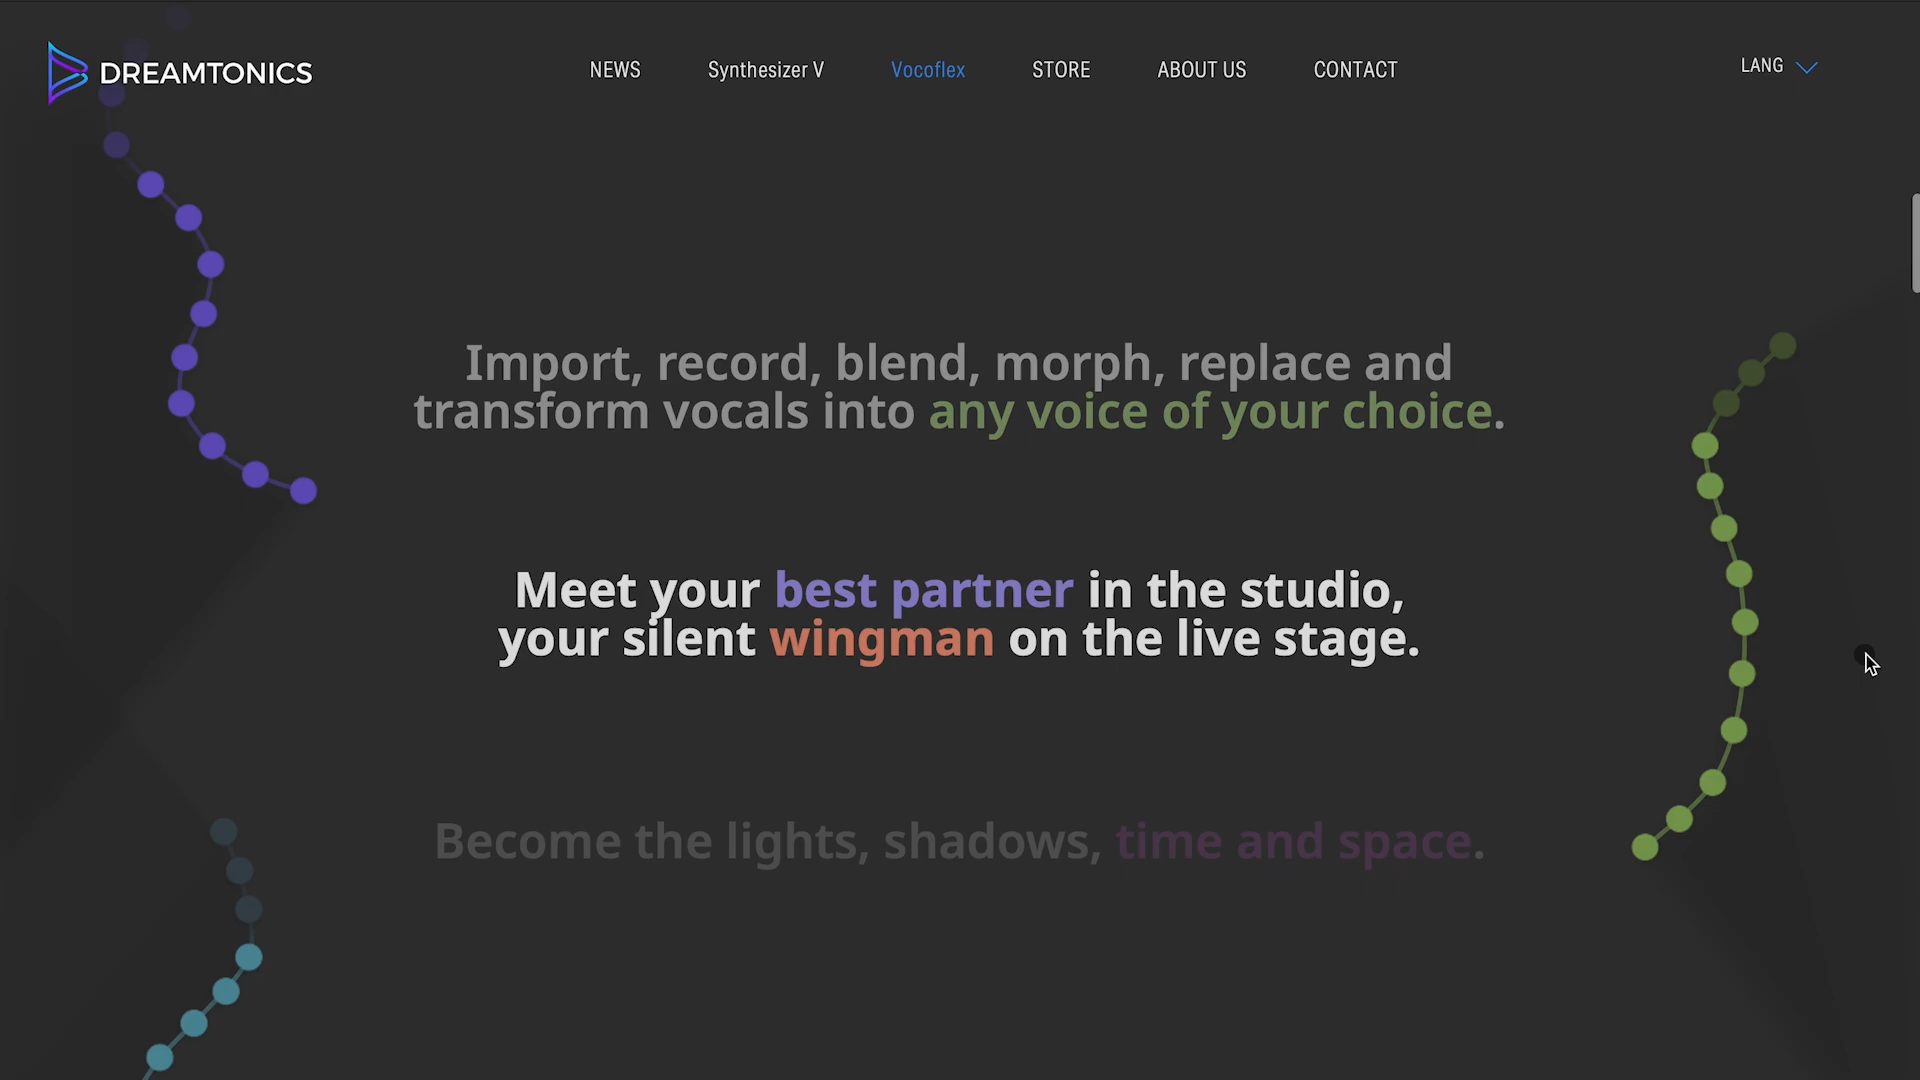 DREAMTONICS
NEWS
Synthesizer V
Vocoflex
STORE
ABOUT US
CONTACT
LANG
Import, record, blend, morph, replace and
transform vocals into any voice of your choice.
Meet your best partner in the studio,
your silent wingman on the live stage.
Become the lights, shadows, time and space.